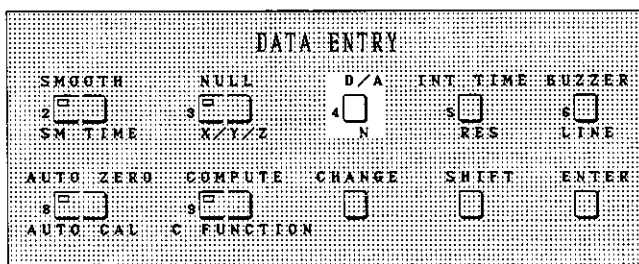 DATA ENTRY
SMOOTH NULL D/A INT TIME BUZZER
2 3 4 5 6
SM TIME X/Y/Z N RES LINE
AUTO ZERO COMPUTE CHANGE SHIFT ENTER
8 9
AUTO CAL C FUNCTION